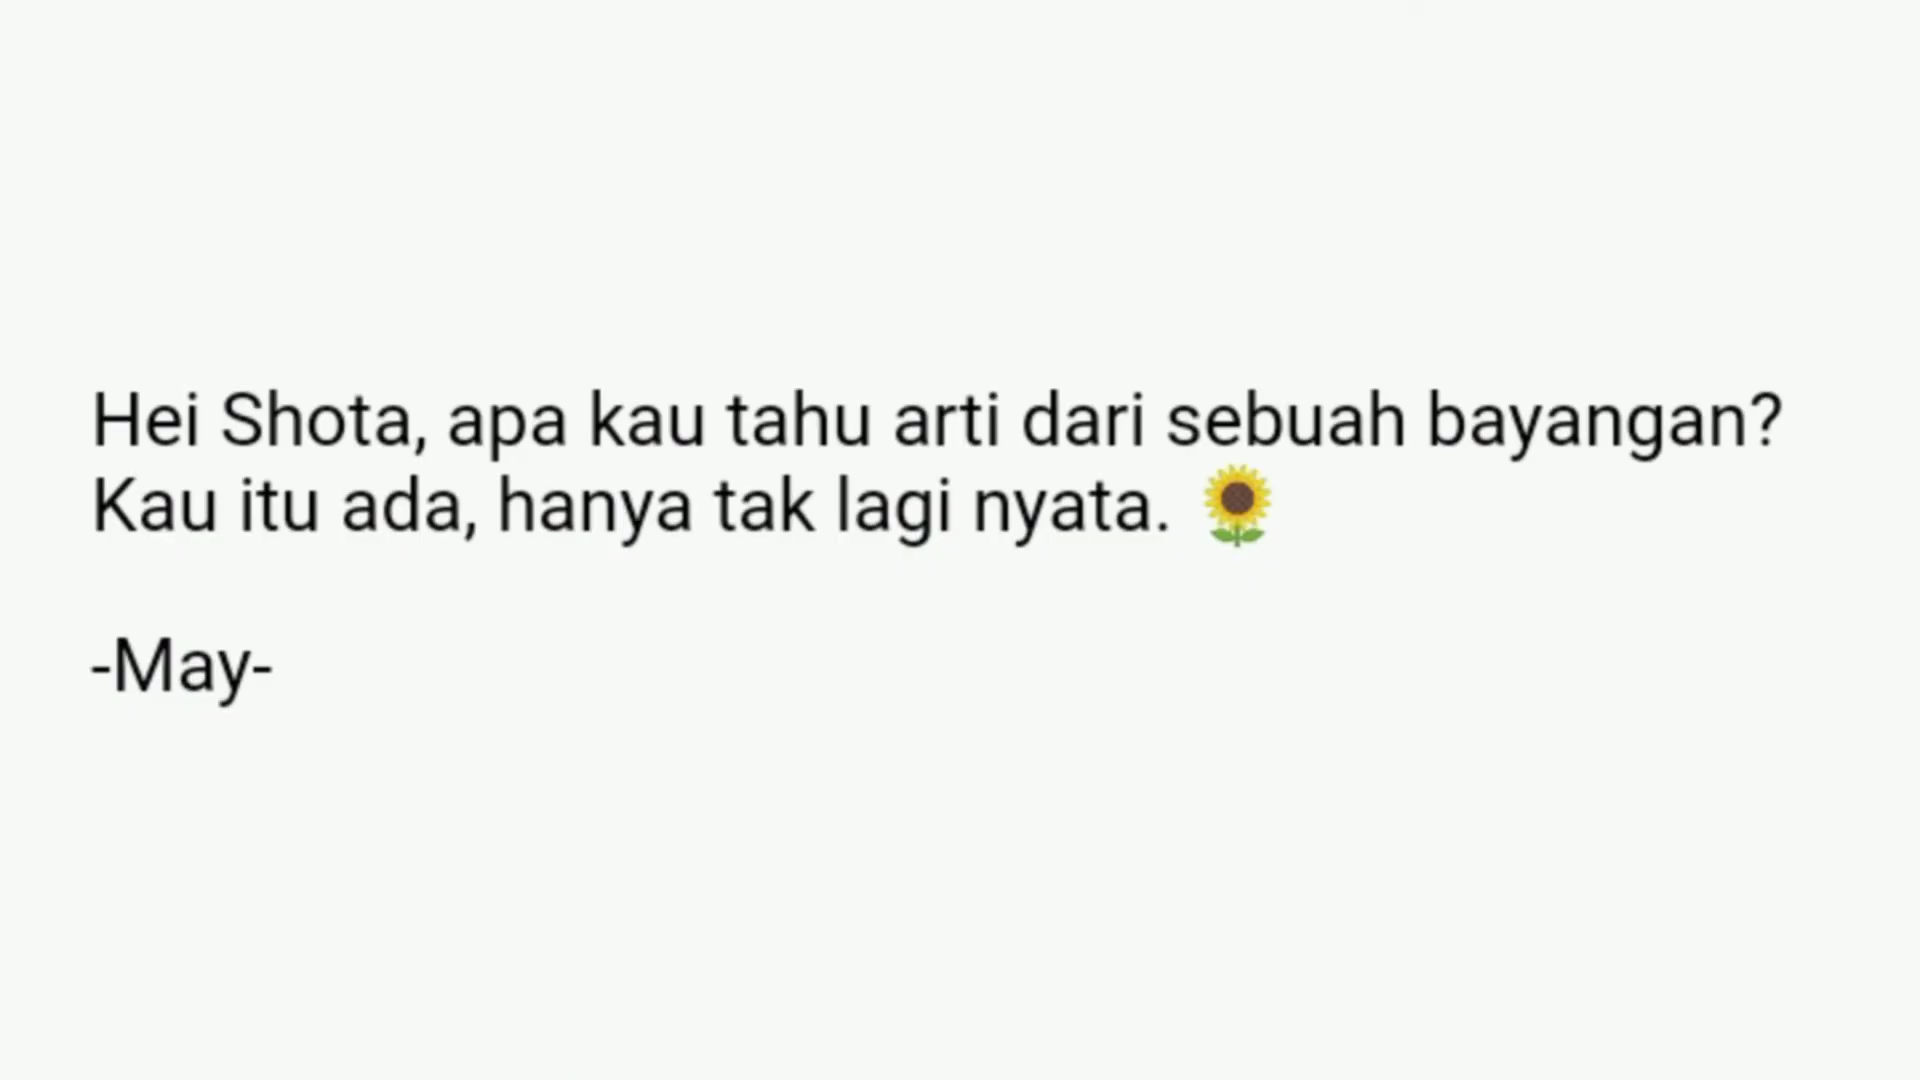 Hei Shota, apa kau tahu arti dari sebuah bayangan?
Kau itu ada, hanya tak lagi nyata. 🌻
-May-